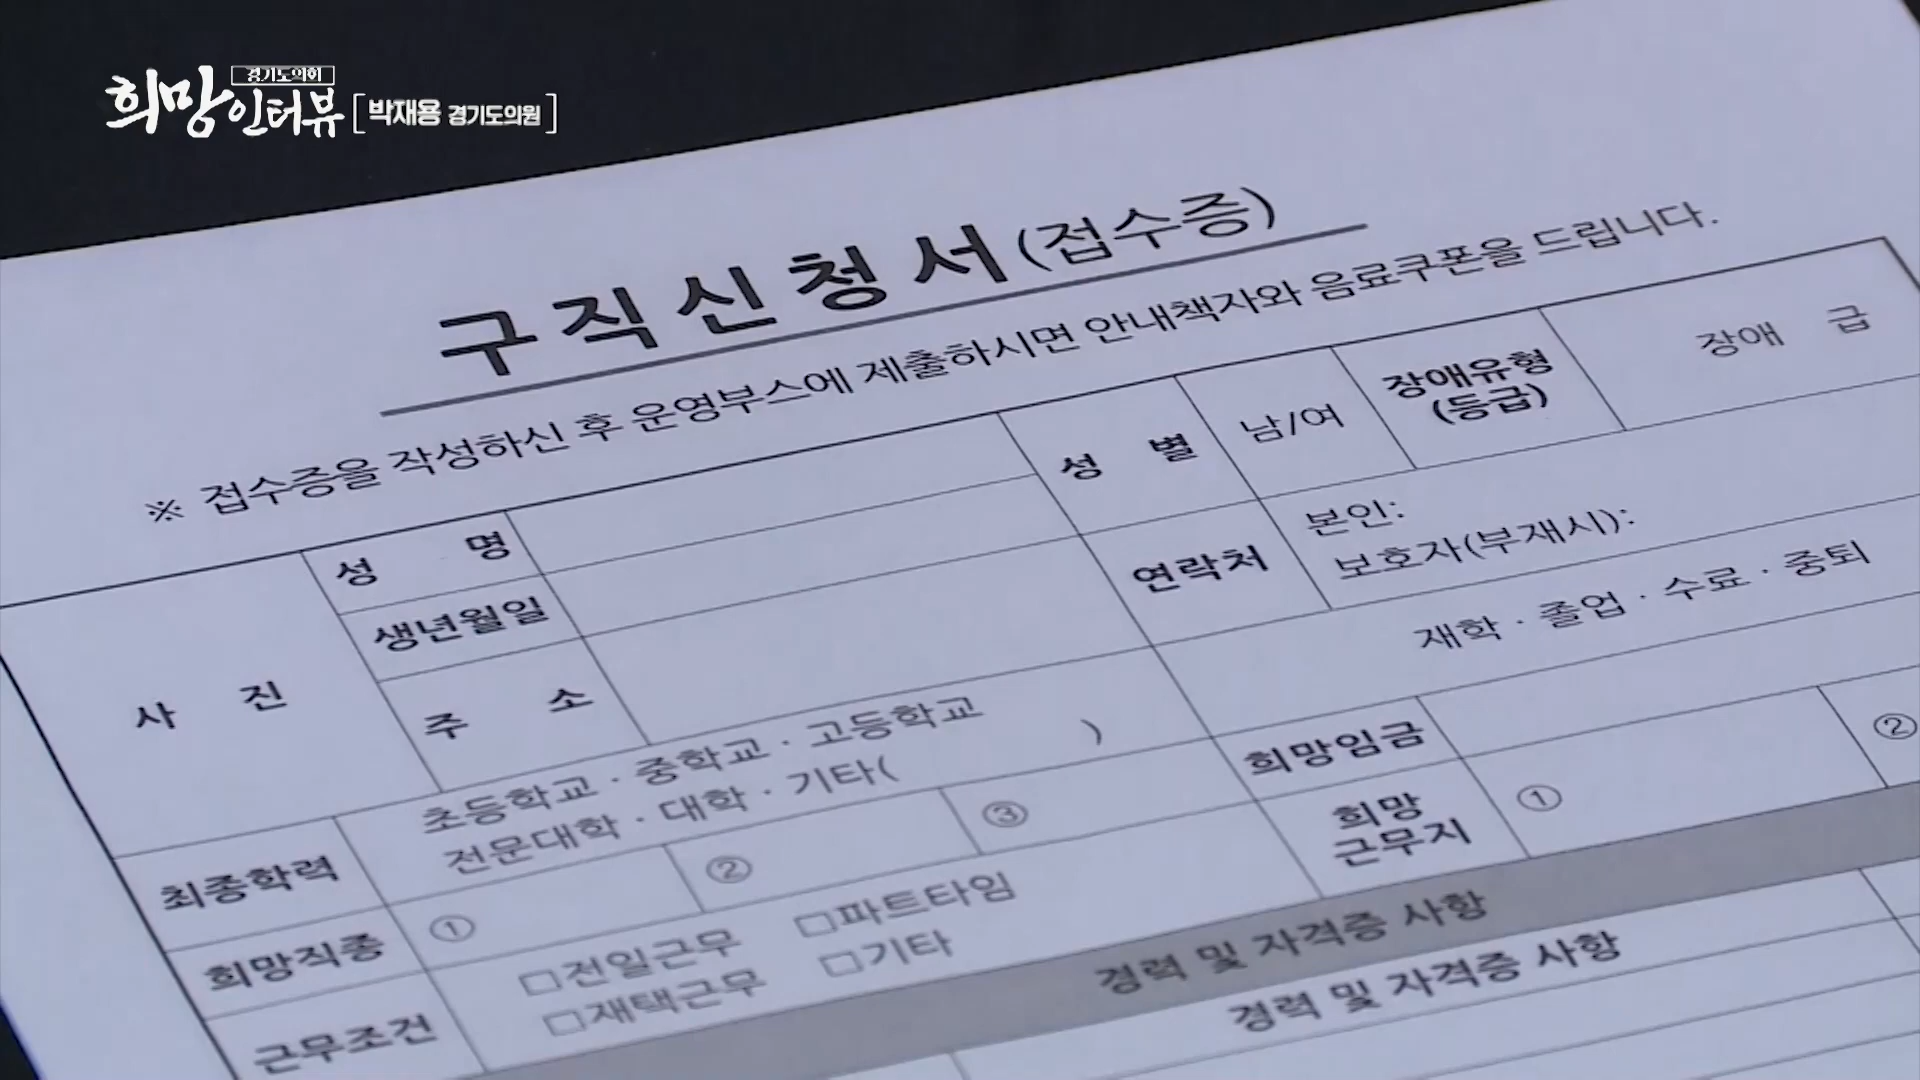 경기도의회
희망인터뷰 [ 박재용 경기도의원 ]
구직신청서(접수증)
※ 접수증을 작성하신 후 운영부스에 제출하시면 안내책자와 음료쿠폰을 드립니다.
사 진
성 명
성 별
남/여
장애유형
(등급)
장애 급
생년월일
연락처
본인:
보호자(부재시):
주 소
최종학력
초등학교 · 중학교 · 고등학교
전문대학 · 대학 · 기타( )
재학 · 졸업 · 수료 · 중퇴
희망직종
①
②
③
희망임금
근무조건
□전일근무 □파트타임
□재택근무 □기타
희망
근무지
①
②
경력 및 자격증 사항
경력 및 자격증 사항